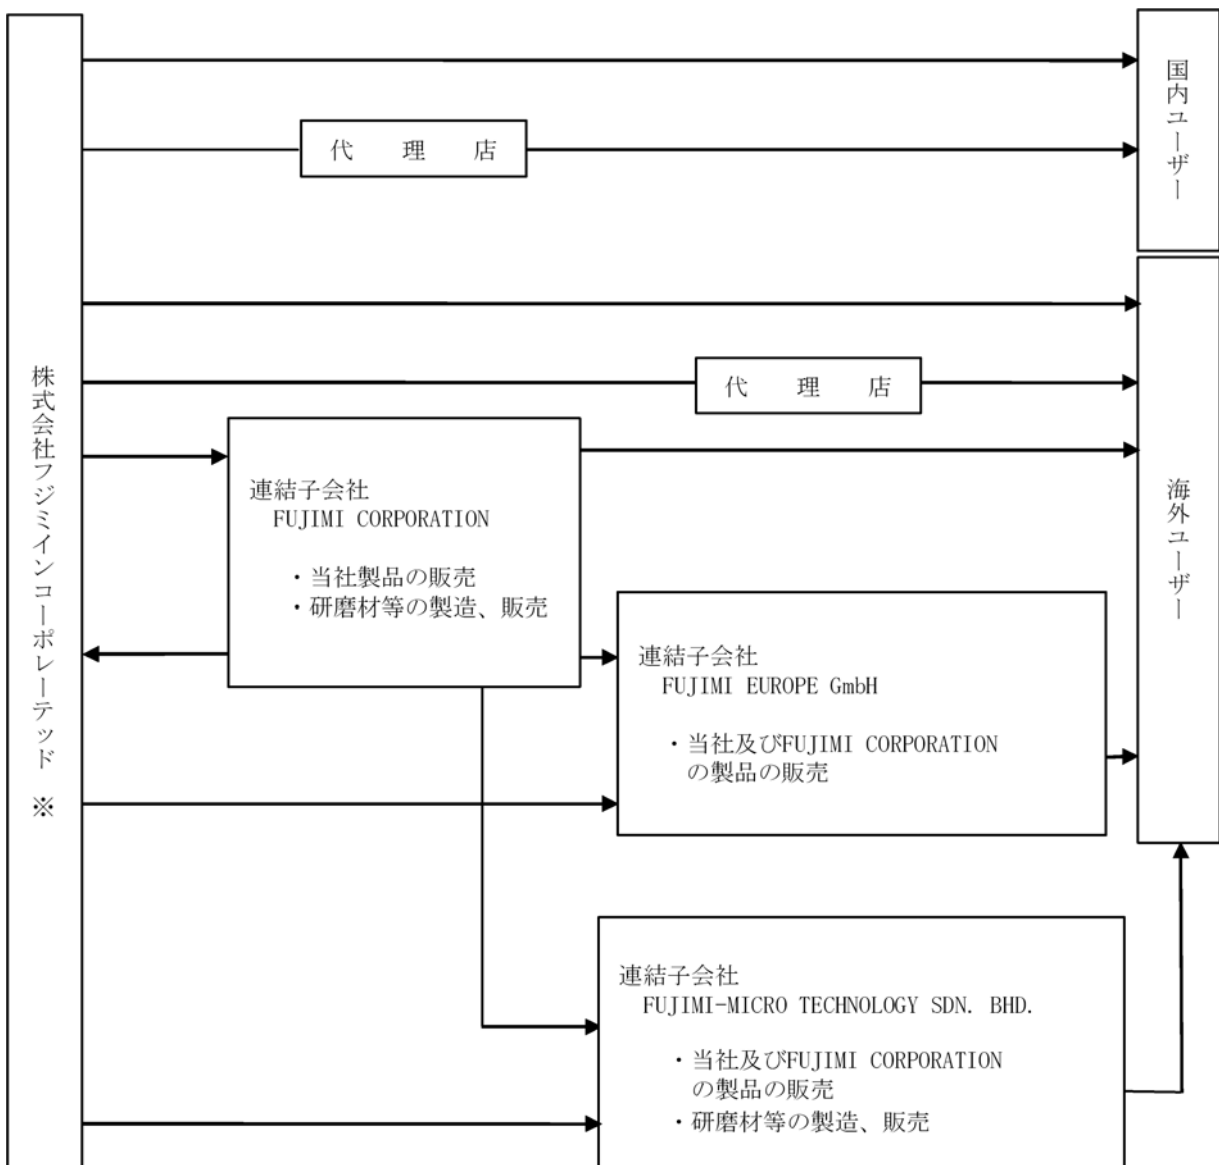 国内ユーザー
代　理　店
代　理　店
株式会社フジミインコーポレーテッド ※
海外ユーザー
連結子会社
FUJIMI CORPORATION
・当社製品の販売
・研磨材等の製造、販売
連結子会社
FUJIMI EUROPE GmbH
・当社及びFUJIMI CORPORATION
の製品の販売
連結子会社
FUJIMI-MICRO TECHNOLOGY SDN. BHD.
・当社及びFUJIMI CORPORATION
の製品の販売
・研磨材等の製造、販売